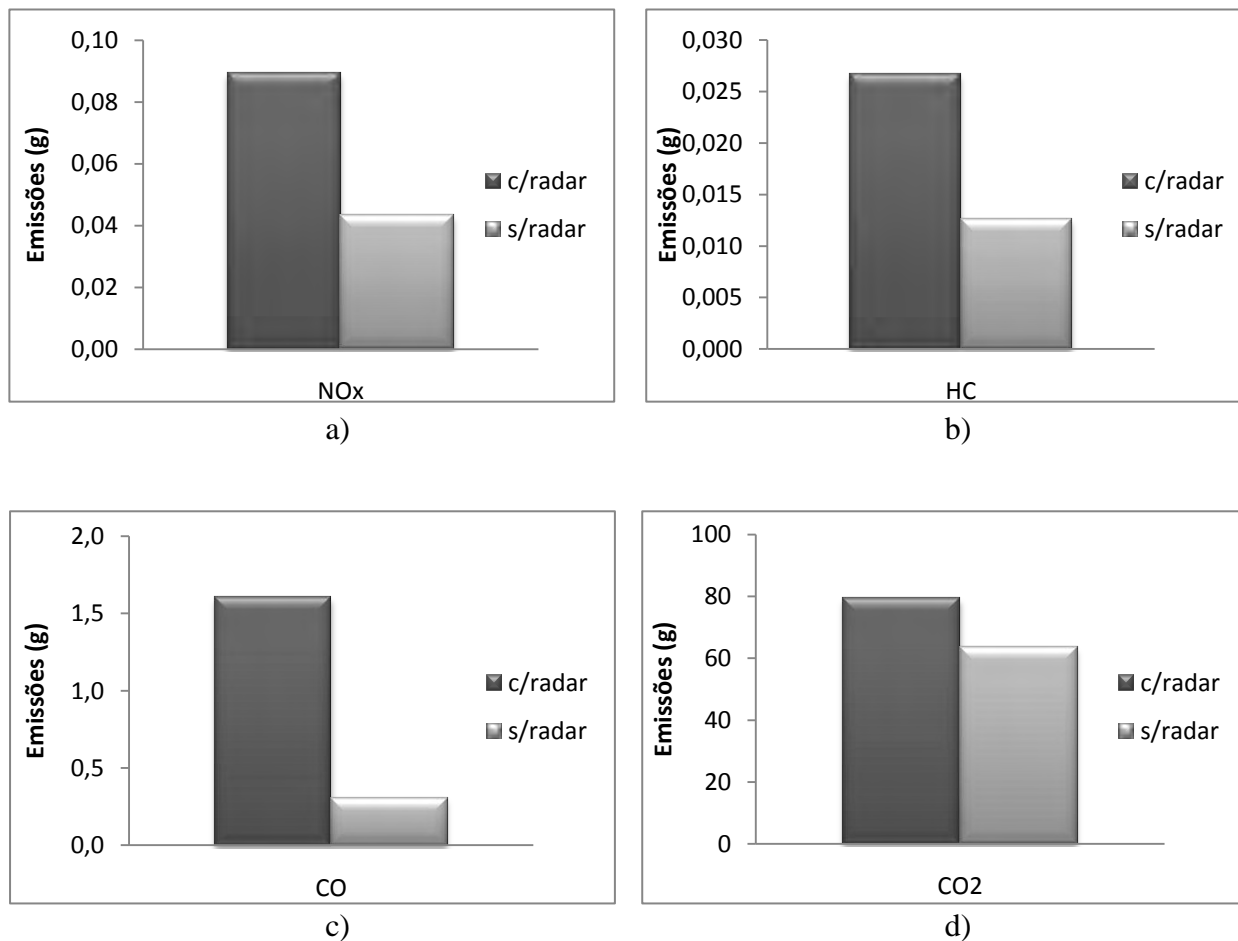 0,10
0,08
0,06
0,04
0,02
0,00
Emissões (g)
c/radar
s/radar
NOx
a)
0,030
0,025
0,020
0,015
0,010
0,005
0,000
Emissões (g)
c/radar
s/radar
HC
b)
2,0
1,5
1,0
0,5
0,0
Emissões (g)
c/radar
s/radar
CO
c)
100
80
60
40
20
0
Emissões (g)
c/radar
s/radar
CO2
d)